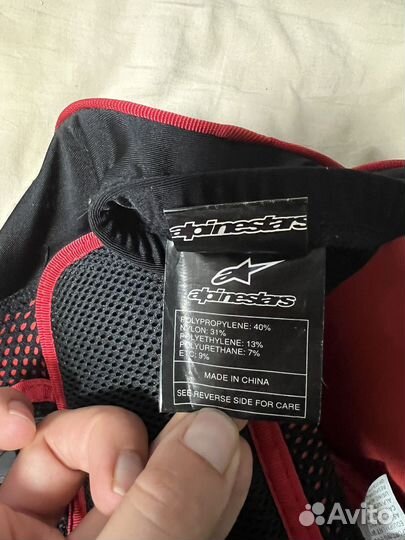 alpinestars
alpinestars
POLYPROPYLENE: 40%
NYLON: 31%
POLYETHYLENE: 13%
POLYURETHANE: 7%
ETC: 9%
MADE IN CHINA
SEE REVERSE SIDE FOR CARE
Avito